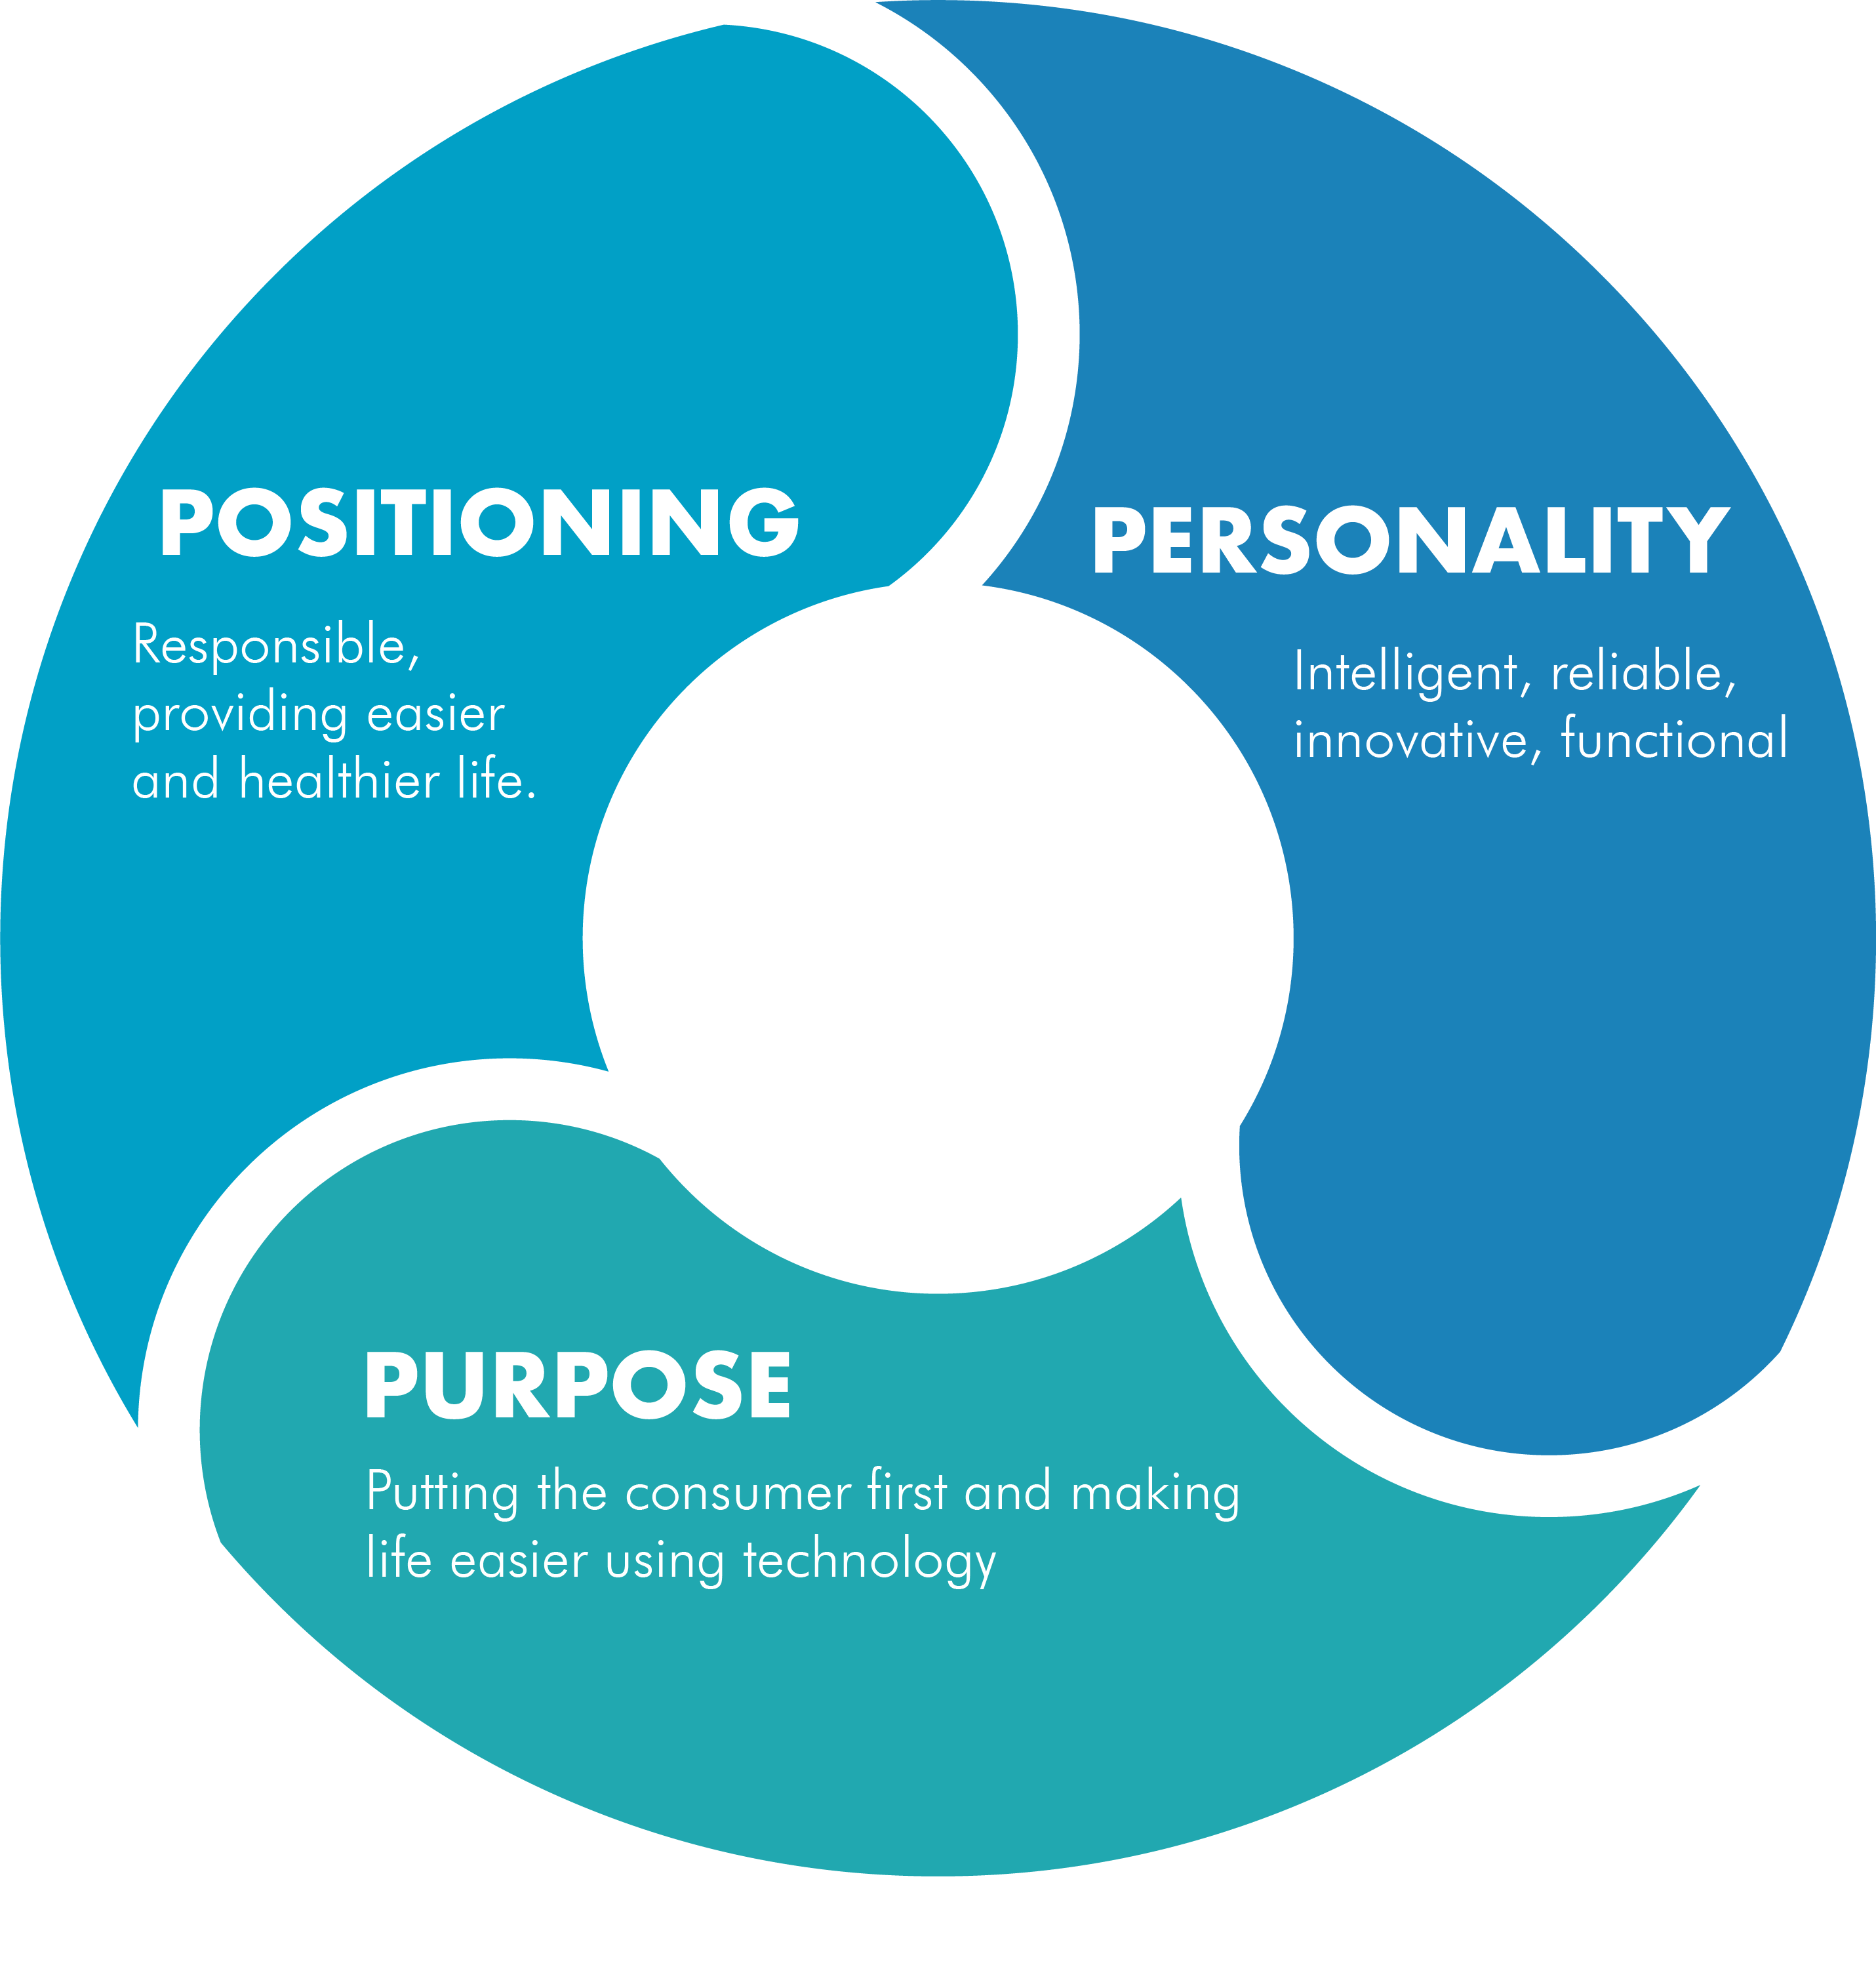 POSITIONING
Responsible,
providing easier
and healthier life.
PERSONALITY
Intelligent, reliable,
innovative, functional
PURPOSE
Putting the consumer first and making
life easier using technology